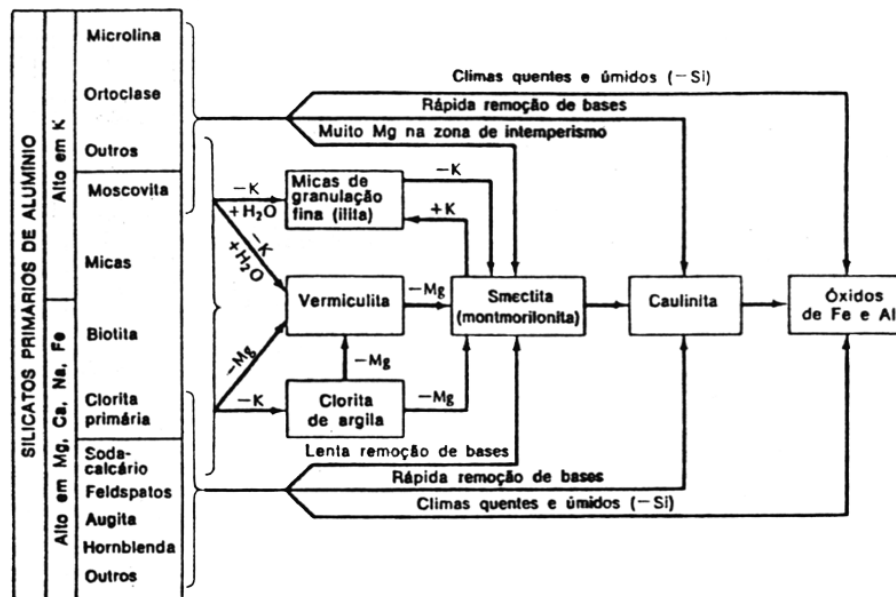 SILICATOS PRIMÁRIOS DE ALUMÍNIO
Alto em K
Alto em Mg, Ca, Na, Fe
Microlina
Ortoclase
Outros
Moscovita
Micas
Biotita
Clorita
primária
Soda-
calcário
Feldspatos
Augita
Hornblenda
Outros
Climas quentes e úmidos (−Si)
Rápida remoção de bases
Muito Mg na zona de intemperismo
−K
+H₂O
Micas de
granulação
fina (ilita)
−K
+K
−K
+H₂O
Vermiculita
−Mg
Smectita
(montmorilonita)
Caulinita
Óxidos
de Fe e Al
−Mg
−Mg
−K
Clorita
de argila
−Mg
Lenta remoção de bases
Rápida remoção de bases
Climas quentes e úmidos (−Si)